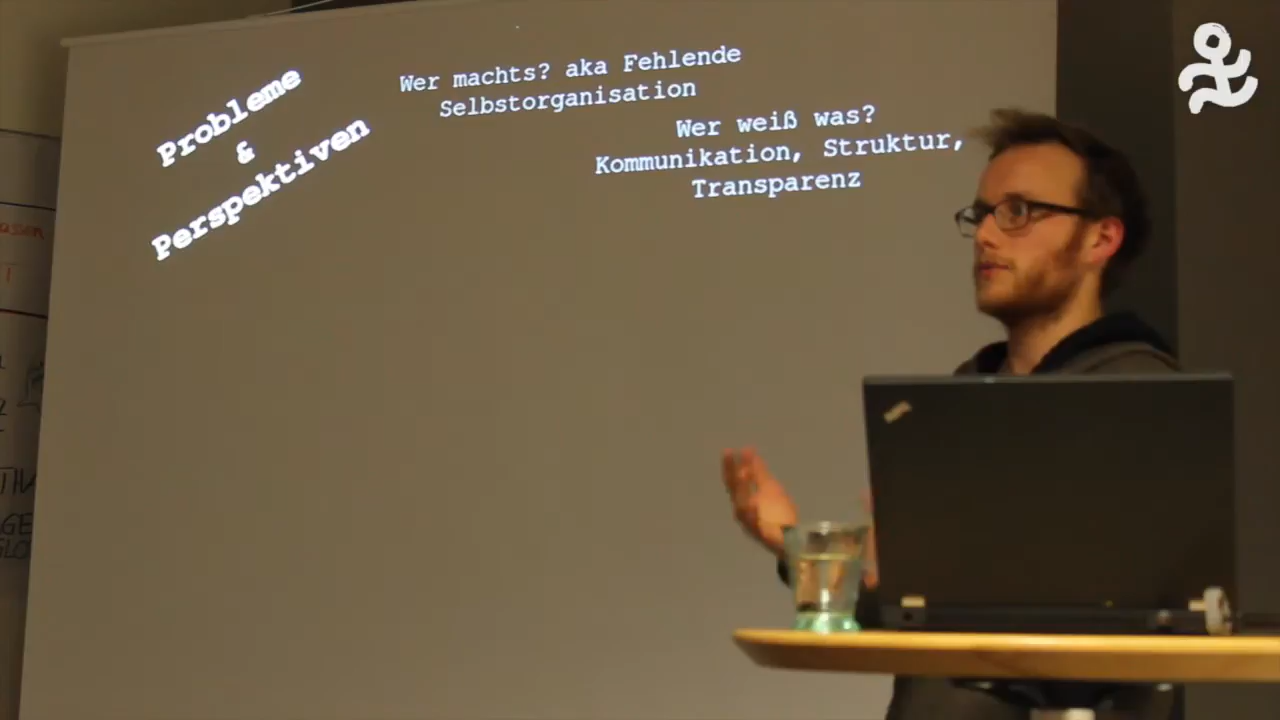 Probleme
&
Perspektiven
Wer machts? aka Fehlende
Selbstorganisation
Wer weiß was?
Kommunikation, Struktur,
Transparenz